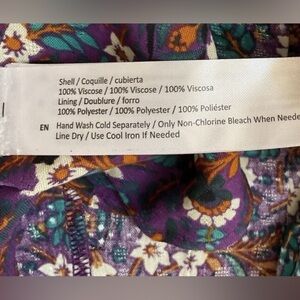 Shell / Coquille / cubierta
100% Viscose / 100% Viscose / 100% Viscosa
Lining / Doublure / forro
100% Polyester / 100% Polyester / 100% Poliéster
EN Hand Wash Cold Separately / Only Non-Chlorine Bleach When Neede
Line Dry / Use Cool Iron If Needed